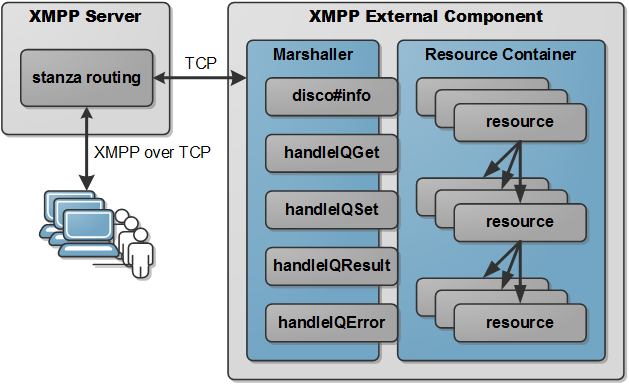 XMPP Server
stanza routing
TCP
XMPP over TCP
XMPP External Component
Marshaller
disco#info
handleIQGet
handleIQSet
handleIQResult
handleIQError
Resource Container
resource
resource
resource